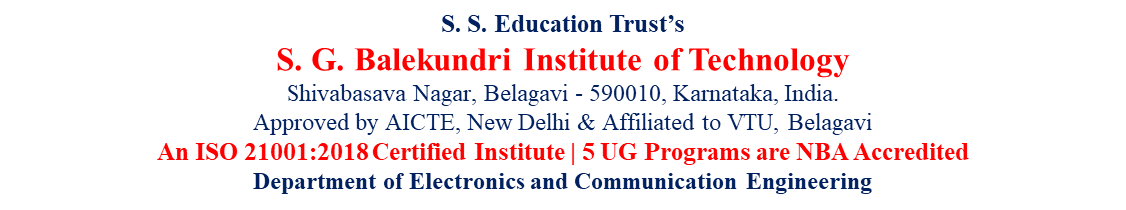 S. S. Education Trust’s
S. G. Balekundri Institute of Technology
Shivabasava Nagar, Belagavi - 590010, Karnataka, India.
Approved by AICTE, New Delhi & Affiliated to VTU, Belagavi
An ISO 21001:2018 Certified Institute | 5 UG Programs are NBA Accredited
Department of Electronics and Communication Engineering